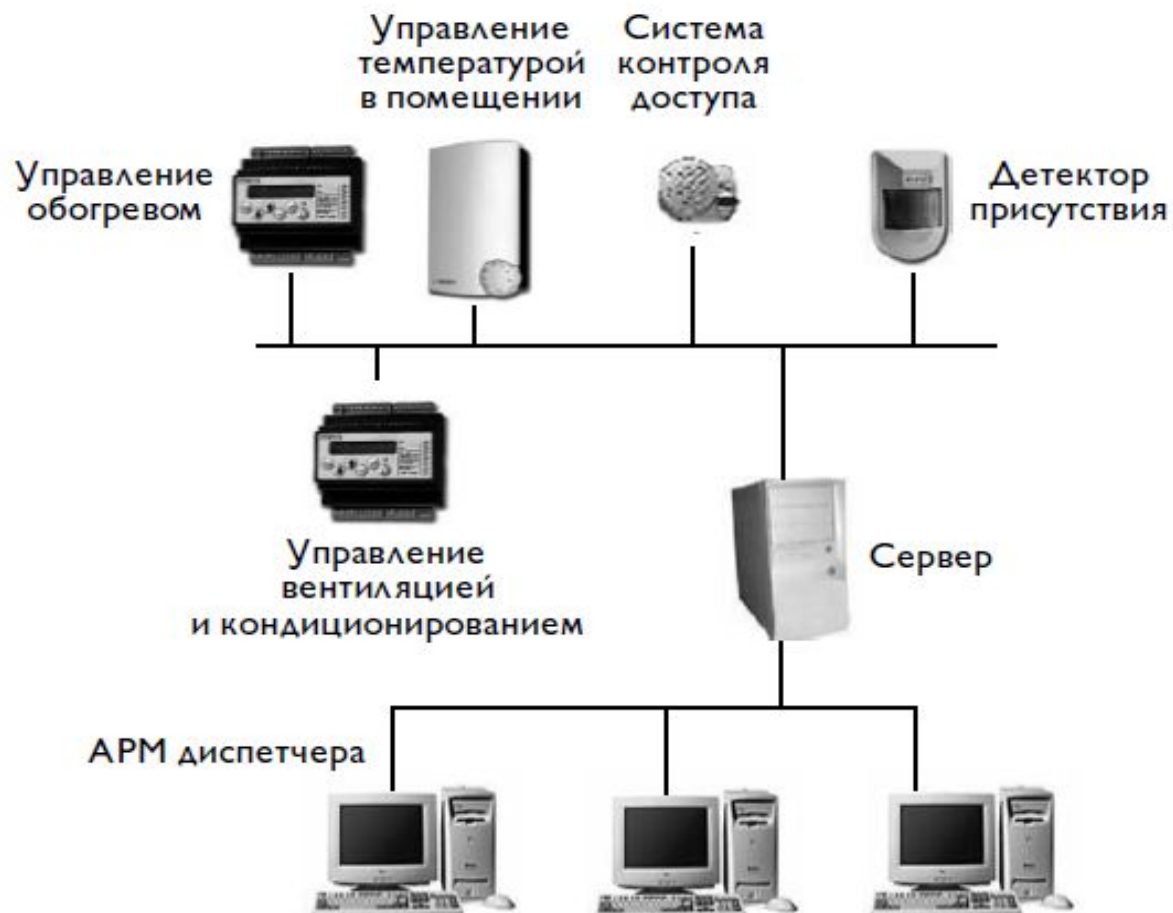 Управление
температурой
в помещении
Система
контроля
доступа
Управление
обогревом
Детектор
присутствия
Управление
вентиляцией
и кондиционированием
Сервер
АРМ диспетчера